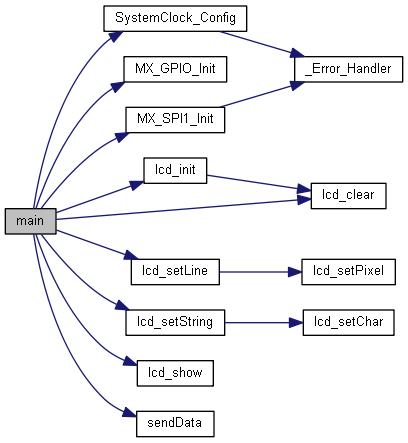 SystemClock_Config
MX_GPIO_Init
_Error_Handler
MX_SPI1_Init
lcd_init
lcd_clear
main
lcd_setLine
lcd_setPixel
lcd_setString
lcd_setChar
lcd_show
sendData